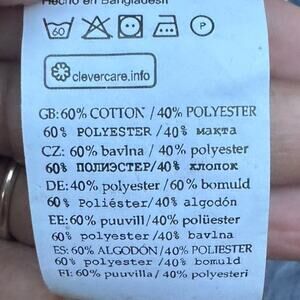 Hecho en Bangladesh
60
P
clevercare.info
GB: 60% COTTON / 40% POLYESTER
60% POLYESTER / 40% мақта
CZ: 60% bavlna / 40% polyester
60% ПОЛИЭСТЕР / 40% ХЛОПОК
DE: 40% polyester / 60% bomuld
60% Poliéster / 40% algodón
EE: 60% puuvill / 40% polüester
60% polyester / 40% bavlna
ES: 60% ALGODÓN / 40% POLIESTER
60% polyester / 40% bomuld
FI: 60% puuvilla / 40% polyesteri